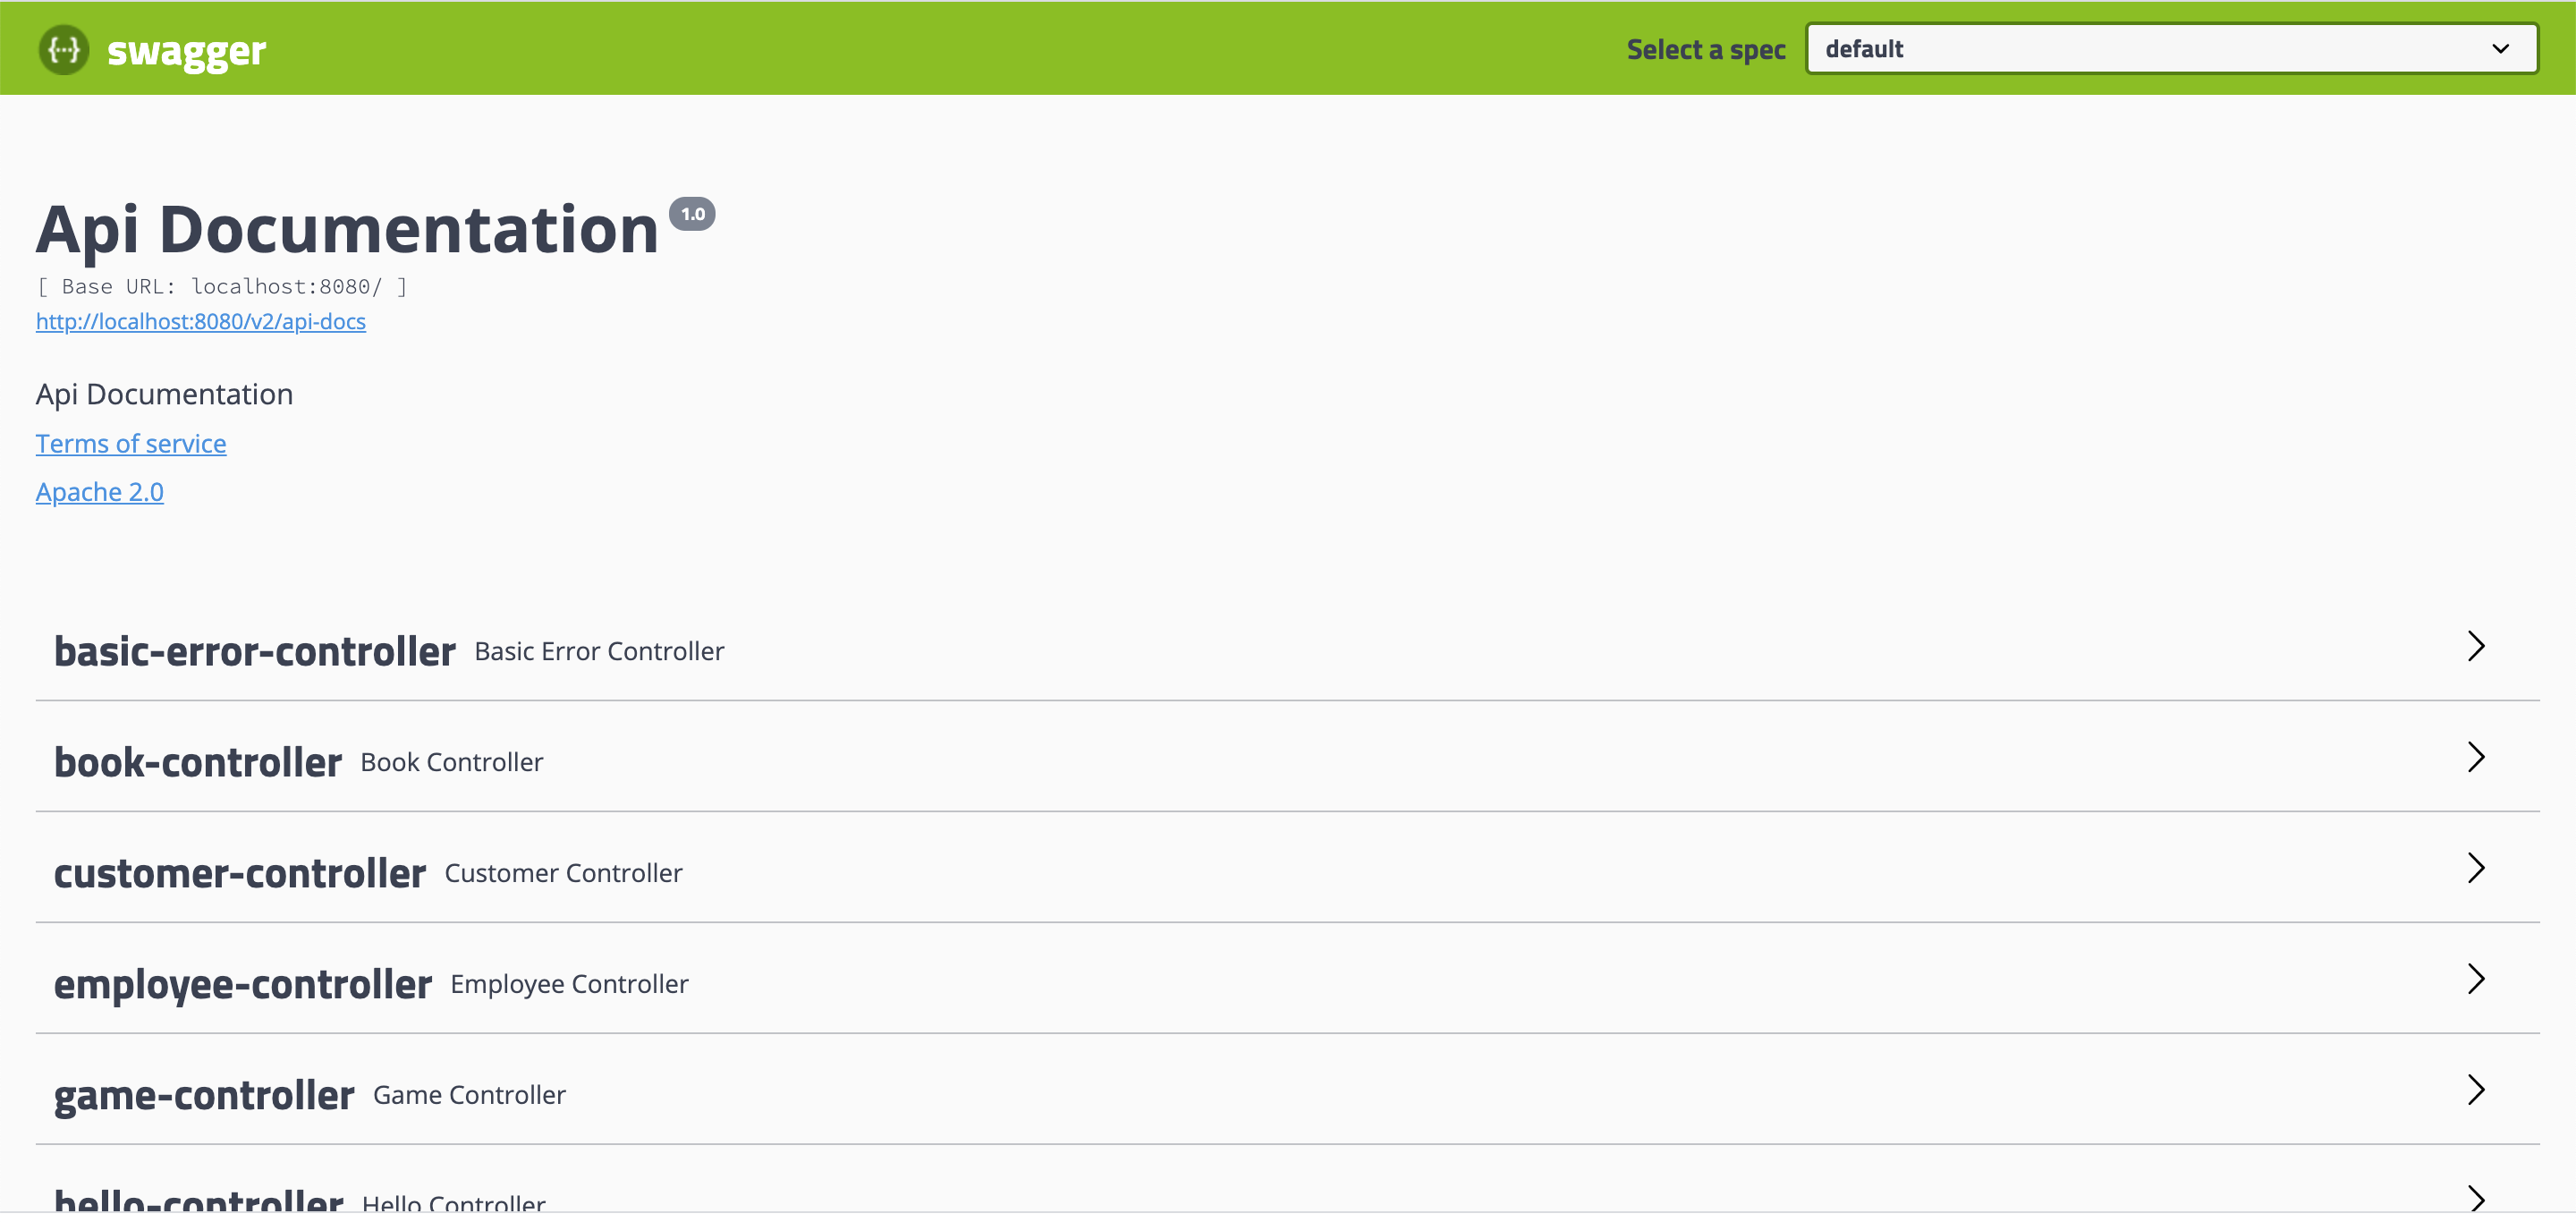 {...} swagger Select a spec default
Api Documentation 1.0
[ Base URL: localhost:8080/ ]
http://localhost:8080/v2/api-docs
Api Documentation
Terms of service
Apache 2.0
basic-error-controller Basic Error Controller
book-controller Book Controller
customer-controller Customer Controller
employee-controller Employee Controller
game-controller Game Controller
hello-controller Hello Controller